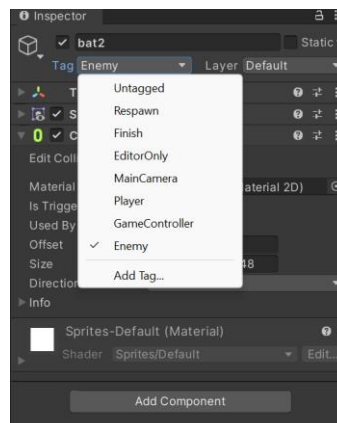 Inspector
bat2
Static
Tag Enemy Layer Default
Untagged
Respawn
Finish
EditorOnly
MainCamera
Player
GameController
Enemy
Add Tag...
T
S
C
Edit Colli
Material aterial 2D)
Is Trigge
Used By
Offset
Size 48
Direction
Info
Sprites-Default (Material)
Shader Sprites/Default Edit...
Add Component